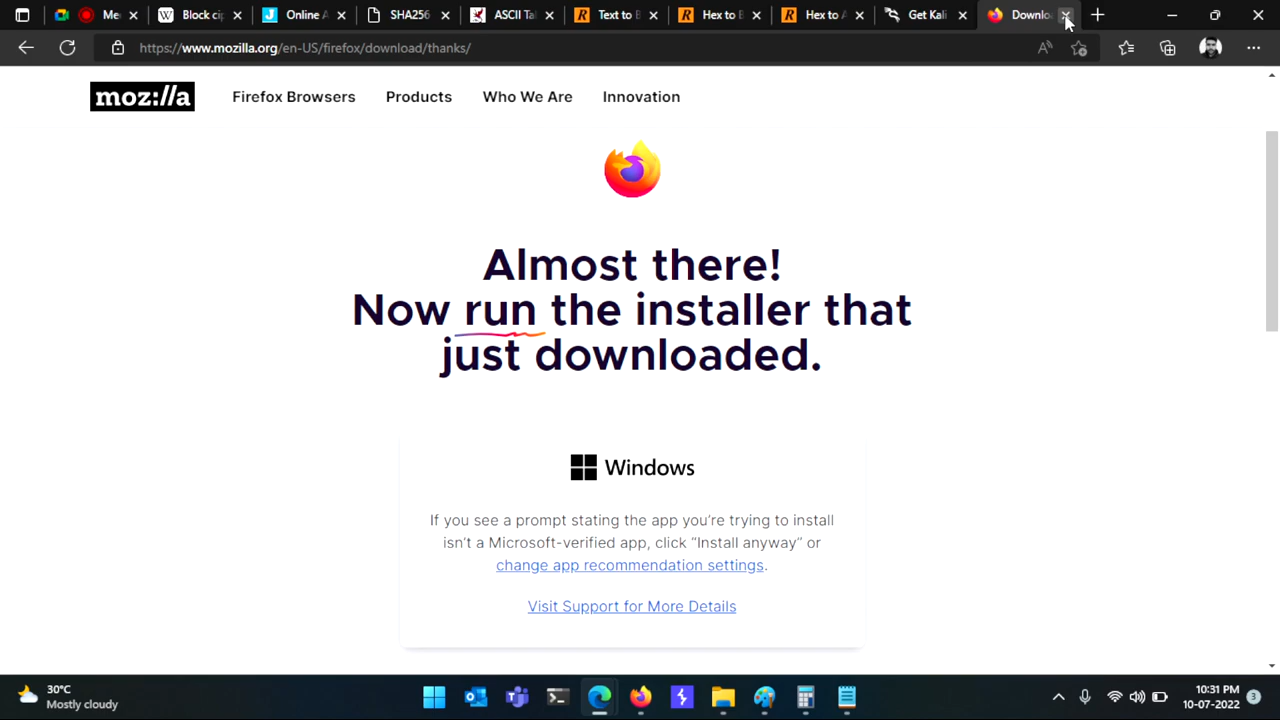 Me
Block cip
Online A
SHA256
ASCII Tal
Text to B
Hex to B
Hex to A
Get Kali
Downlo
https://www.mozilla.org/en-US/firefox/download/thanks/
moz://a
Firefox Browsers
Products
Who We Are
Innovation
Almost there!
Now run the installer that
just downloaded.
Windows
If you see a prompt stating the app you're trying to install
isn't a Microsoft-verified app, click “Install anyway” or
change app recommendation settings.
Visit Support for More Details
30°C
Mostly cloudy
10:31 PM
10-07-2022
3